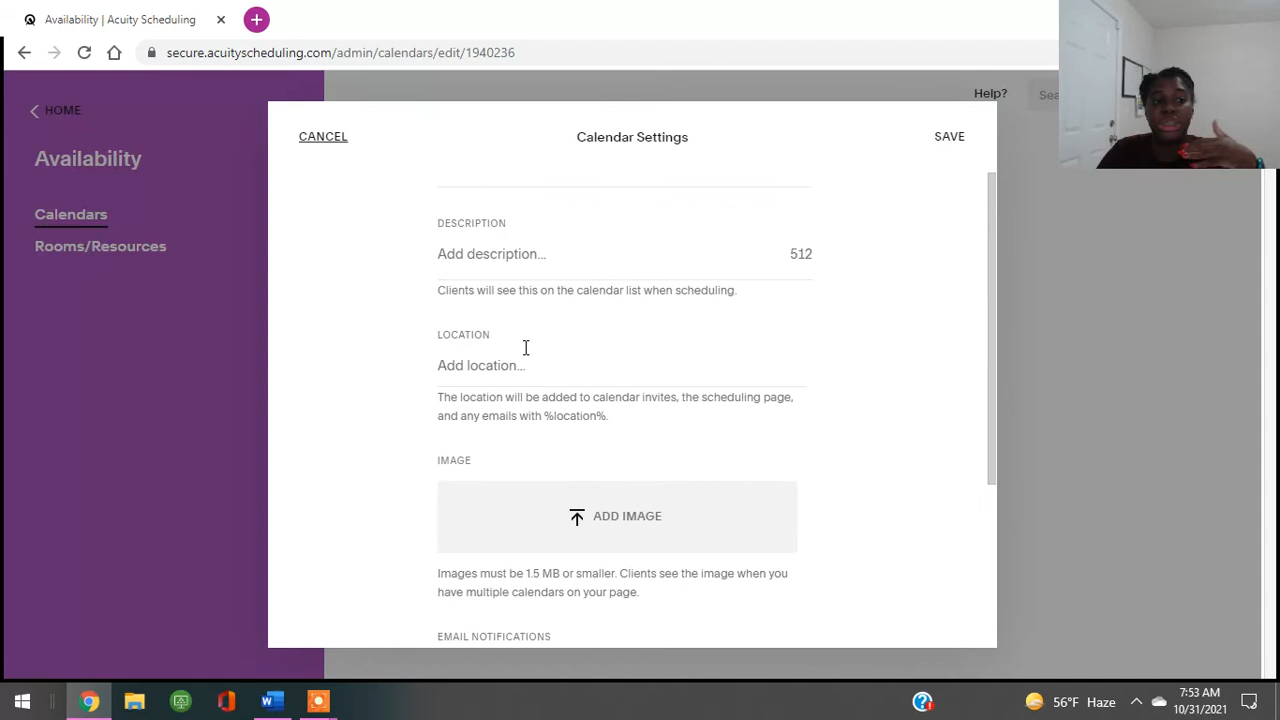 Availability | Acuity Scheduling
secure.acuityscheduling.com/admin/calendars/edit/1940236
HOME
Help?
Sea
CANCEL
Calendar Settings
SAVE
Availability
Calendars
Rooms/Resources
DESCRIPTION
Add description...
512
Clients will see this on the calendar list when scheduling.
LOCATION
Add location...
The location will be added to calendar invites, the scheduling page,
and any emails with %location%.
IMAGE
ADD IMAGE
Images must be 1.5 MB or smaller. Clients see the image when you
have multiple calendars on your page.
EMAIL NOTIFICATIONS
56°F Haze
7:53 AM
10/31/2021